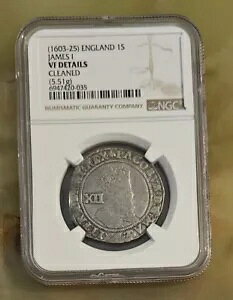 (1603-25) ENGLAND 1S
JAMES I
VF DETAILS
CLEANED
(5.51g)
6947420-035
NUMISMATIC GUARANTY COMPANY
NGC
XII